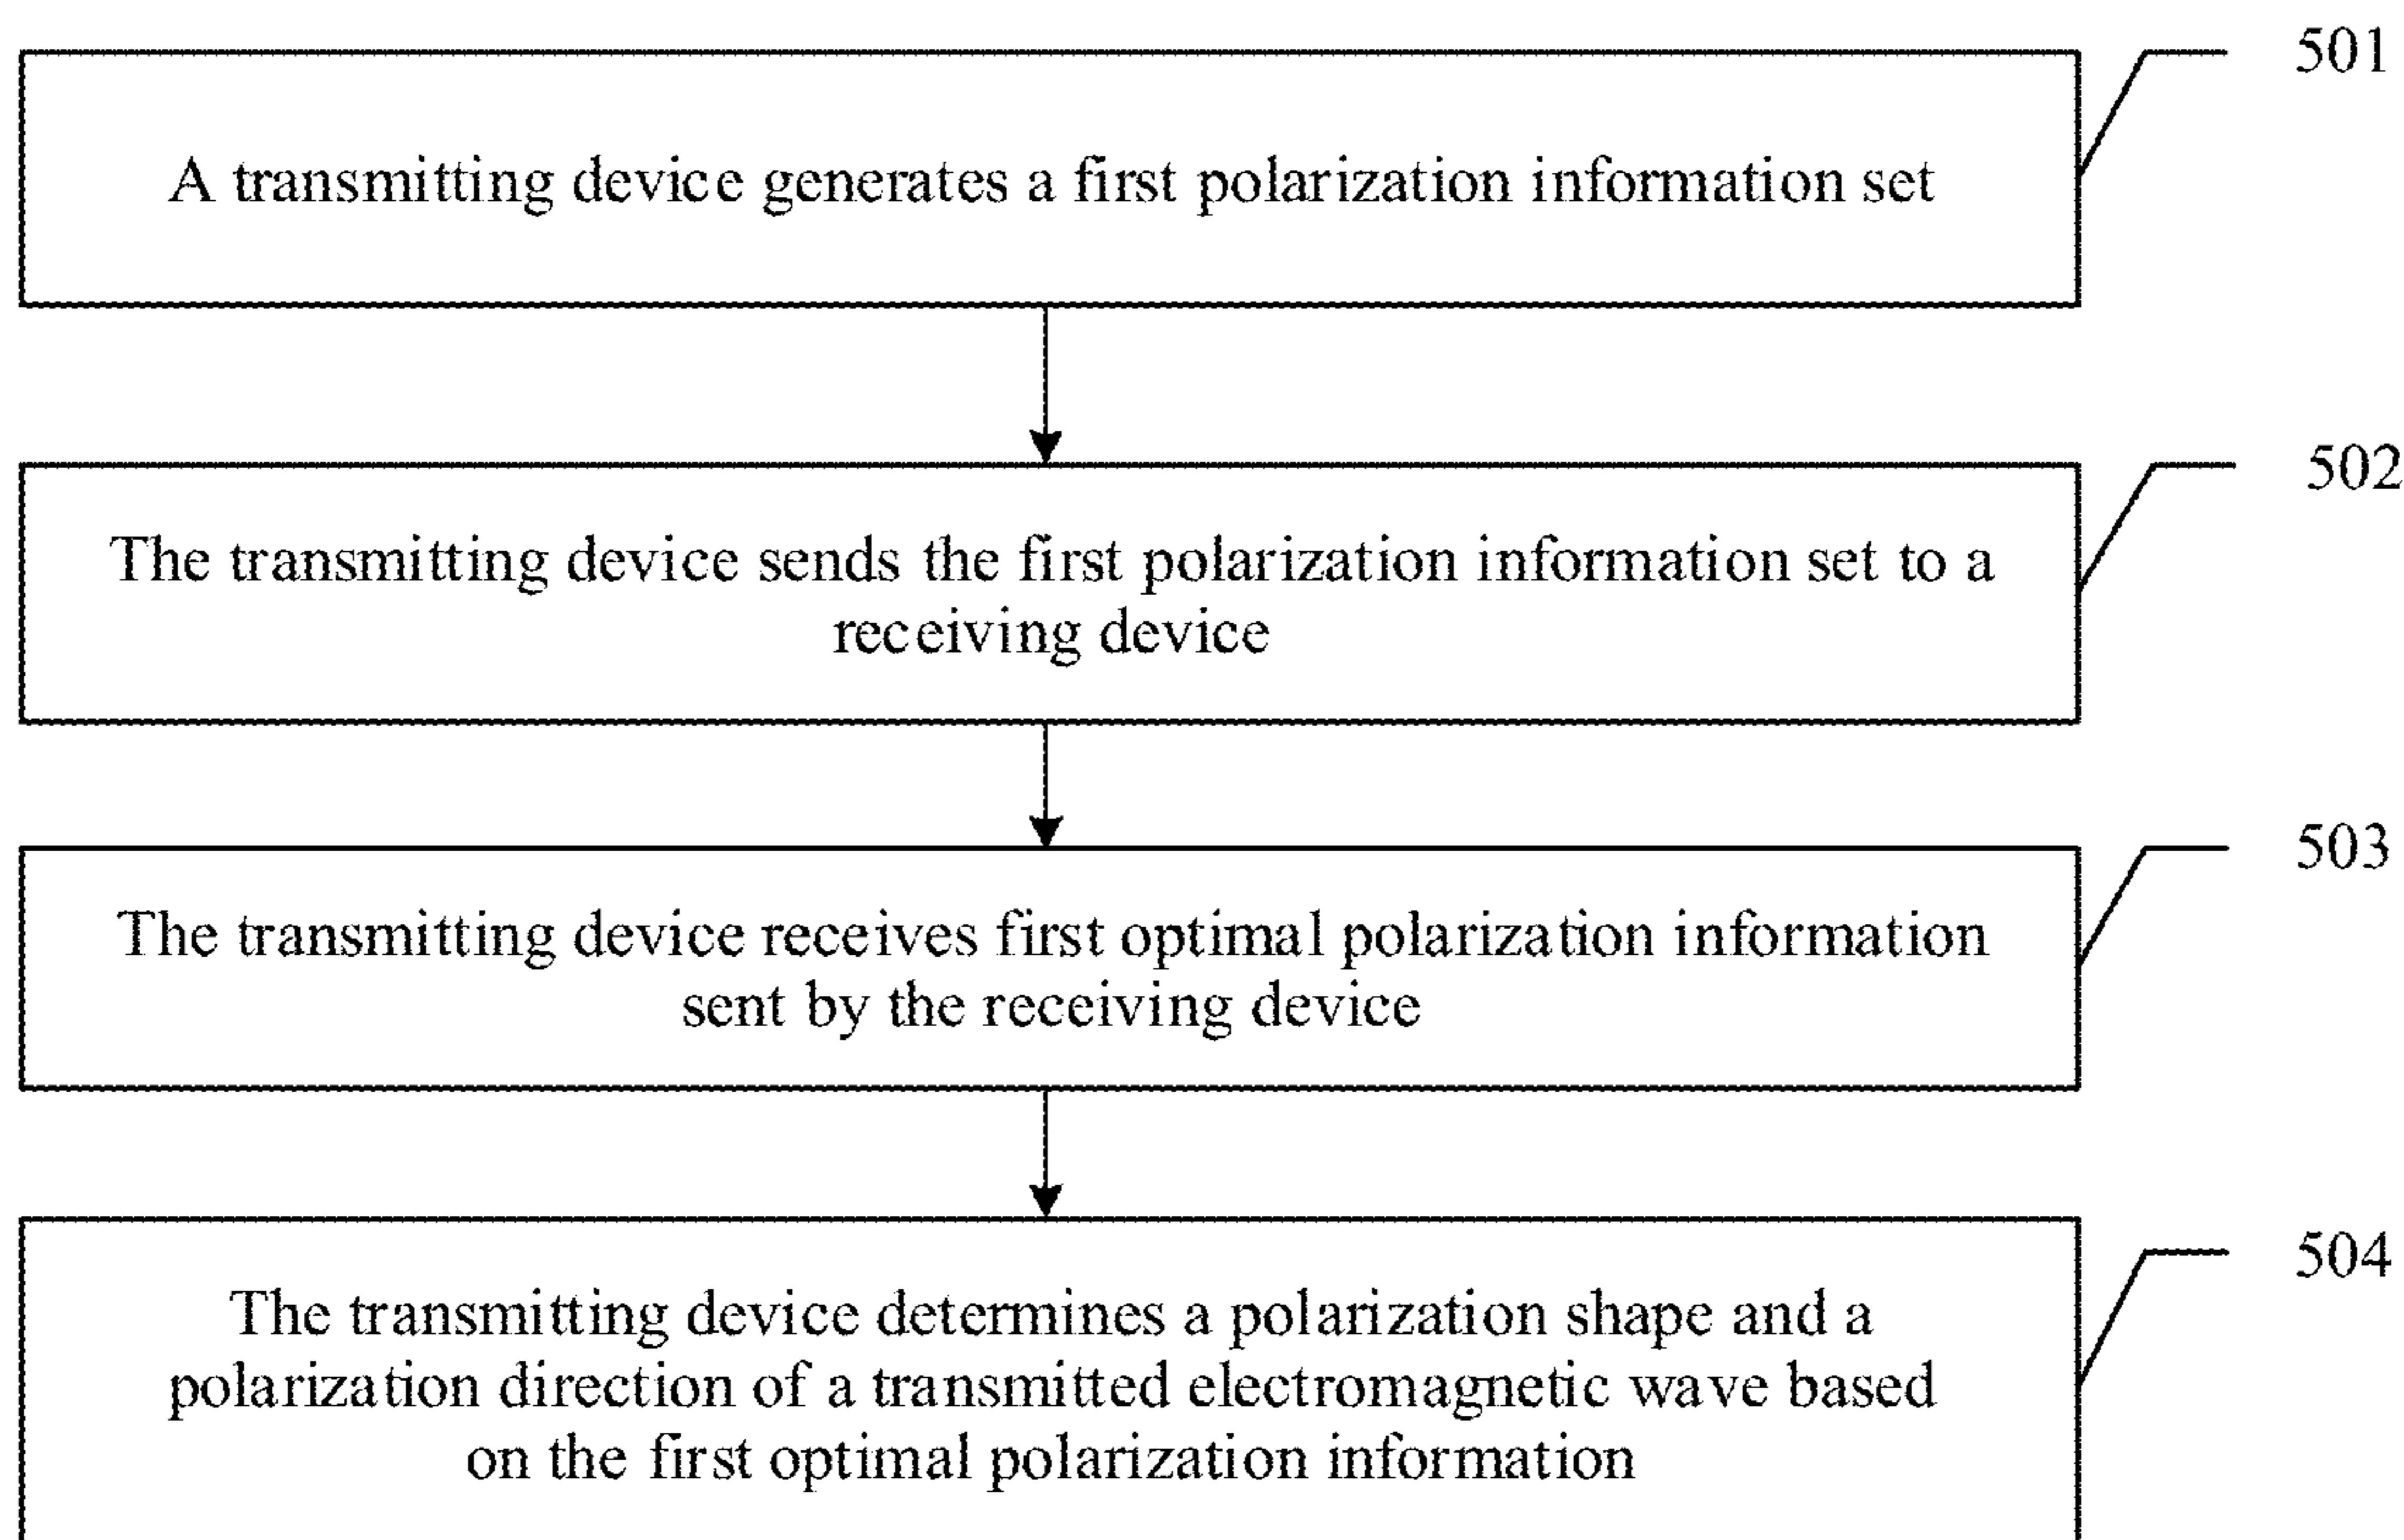 501
A transmitting device generates a first polarization information set
502
The transmitting device sends the first polarization information set to a
receiving device
503
The transmitting device receives first optimal polarization information
sent by the receiving device
504
The transmitting device determines a polarization shape and a
polarization direction of a transmitted electromagnetic wave based
on the first optimal polarization information